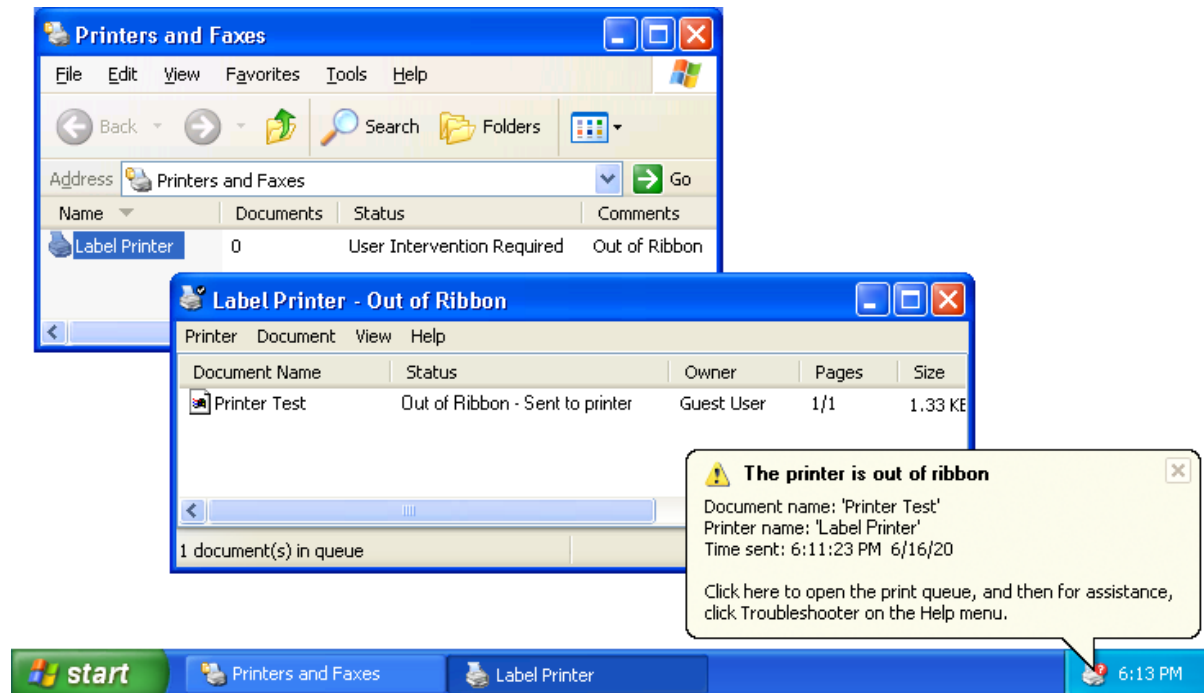 Printers and Faxes
File Edit View Favorites Tools Help
Back Search Folders
Address Printers and Faxes Go
Name Documents Status Comments
Label Printer 0 User Intervention Required Out of Ribbon
Label Printer - Out of Ribbon
Printer Document View Help
Document Name Status Owner Pages Size
Printer Test Out of Ribbon - Sent to printer Guest User 1/1 1.33 KB
1 document(s) in queue
The printer is out of ribbon
Document name: 'Printer Test'
Printer name: 'Label Printer'
Time sent: 6:11:23 PM 6/16/20
Click here to open the print queue, and then for assistance,
click Troubleshooter on the Help menu.
start Printers and Faxes Label Printer 6:13 PM